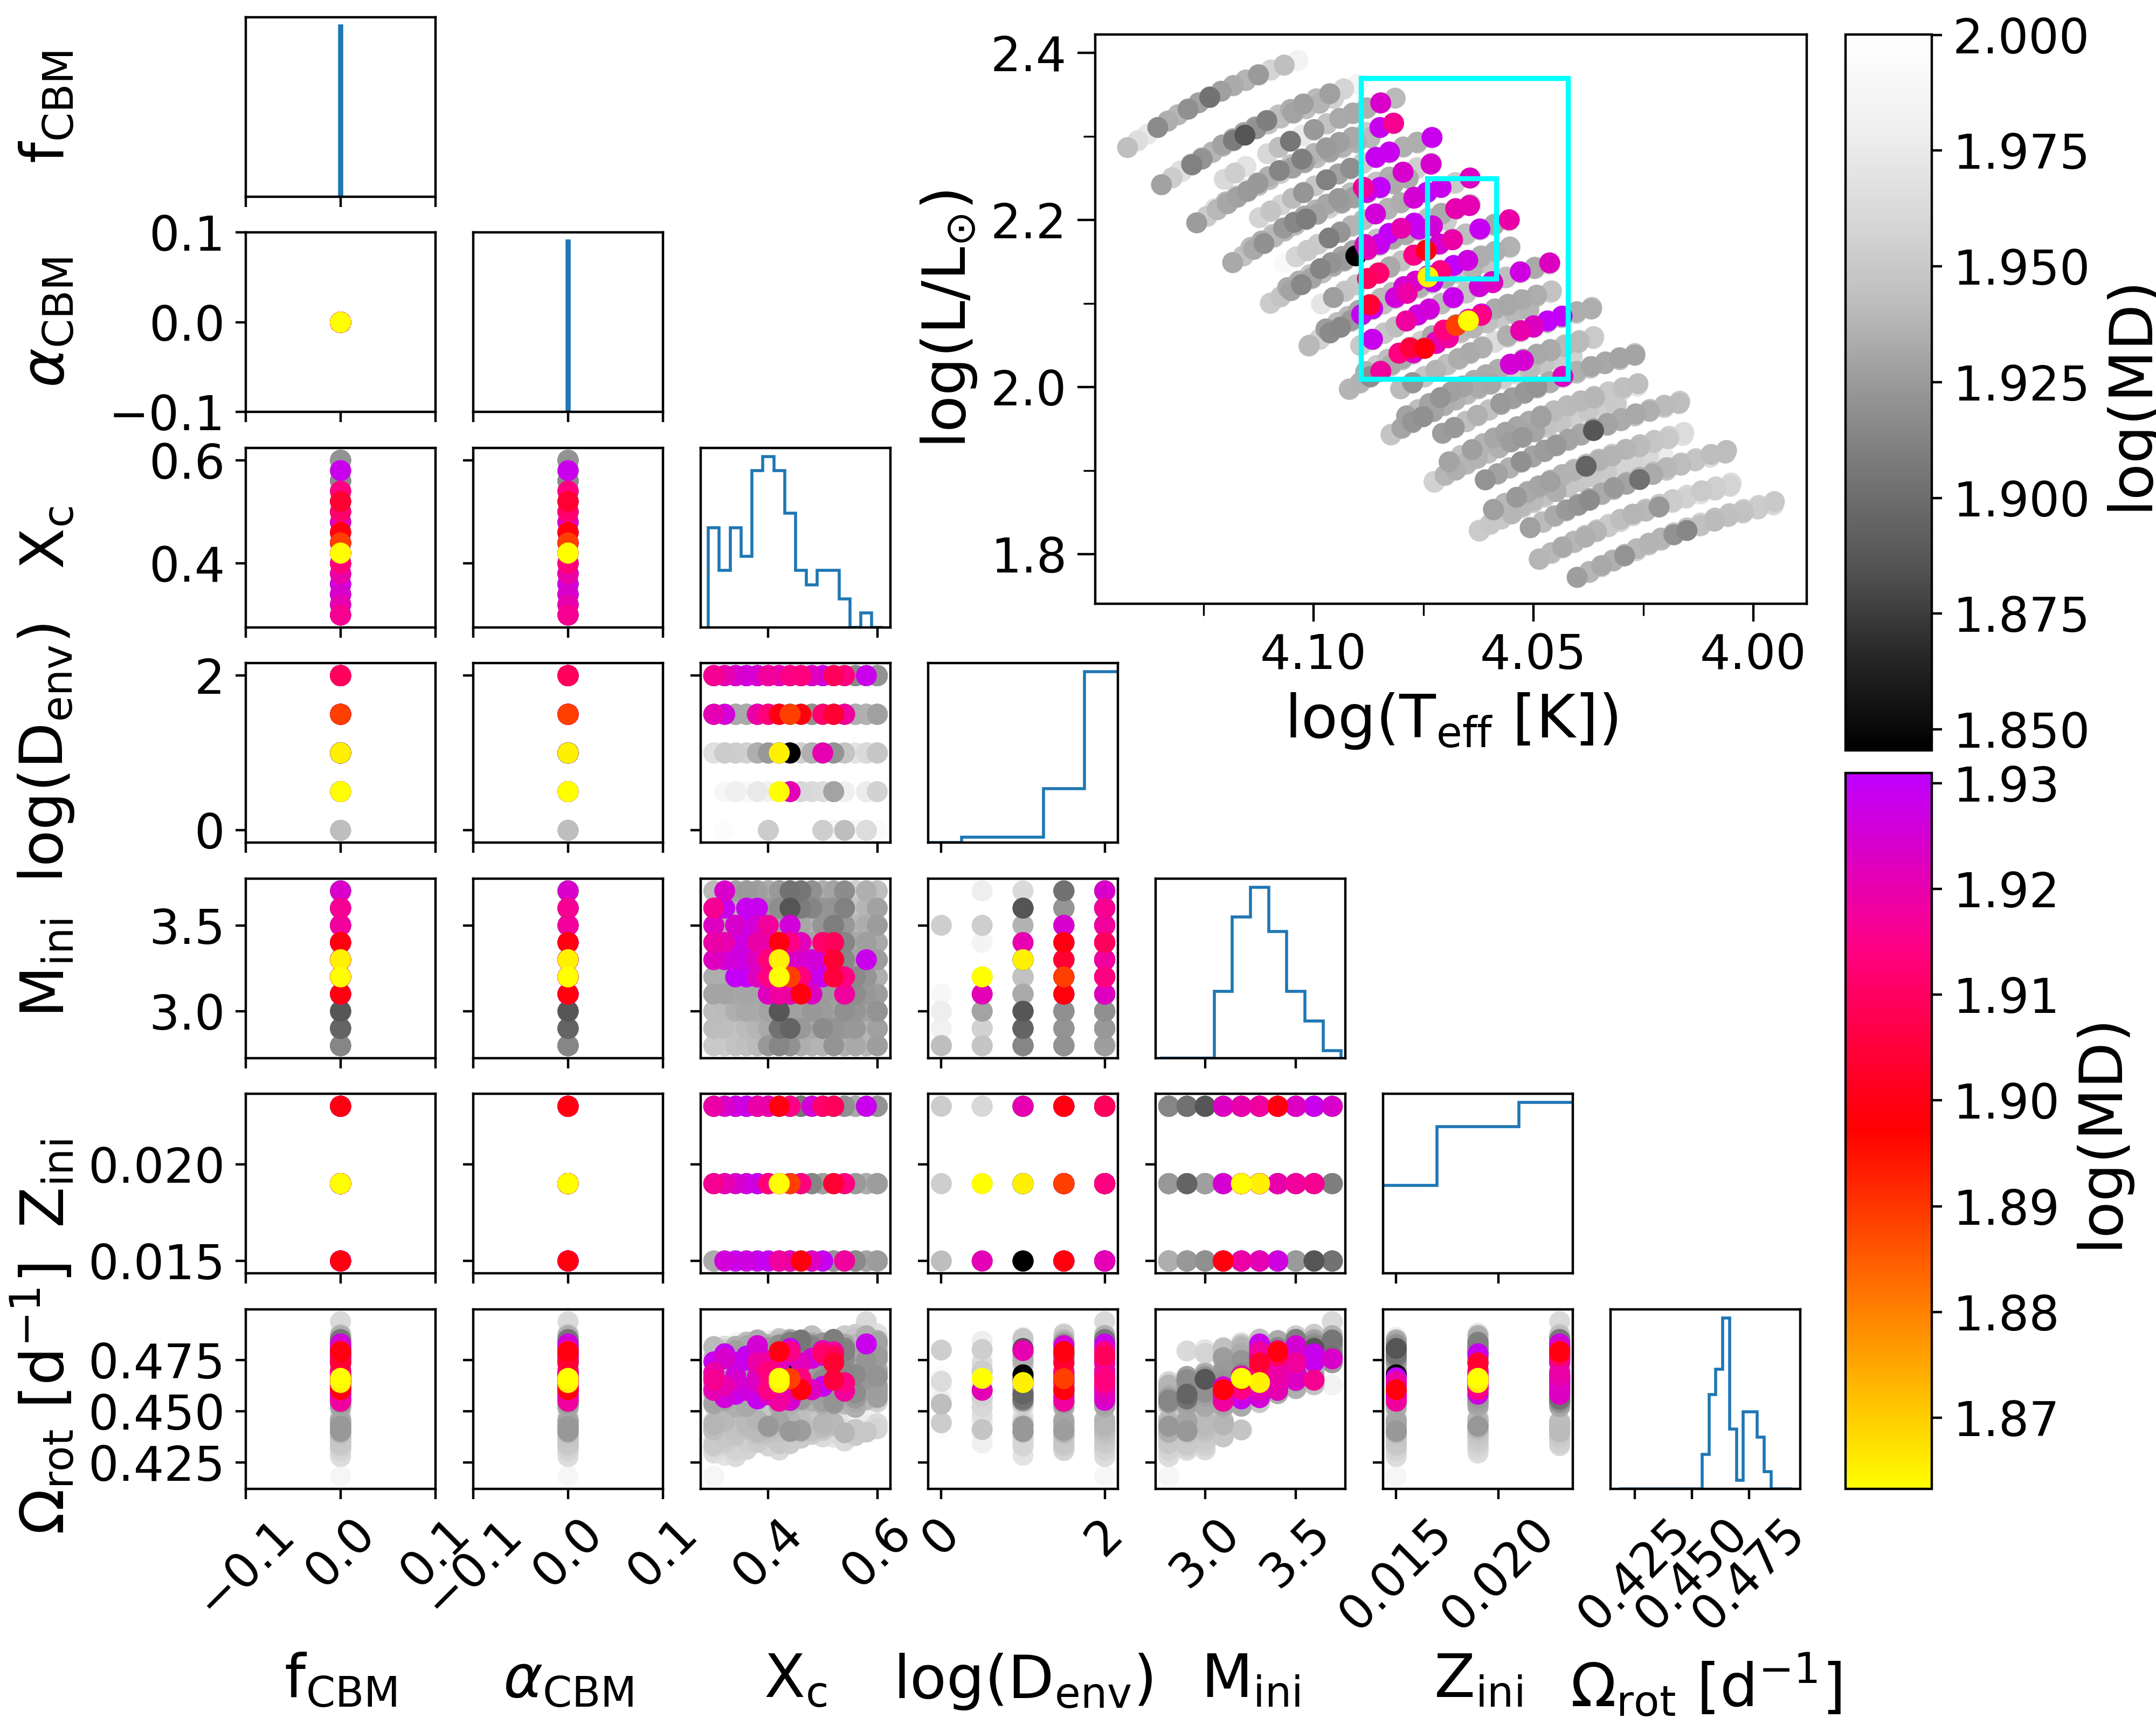 f_CBM
α_CBM
0.1
0.0
−0.1
X_c
0.6
0.4
log(D_env)
2
0
M_ini
3.5
3.0
Z_ini
0.020
0.015
Ω_rot [d⁻¹]
0.475
0.450
0.425
−0.1 0.0 0.1
−0.1 0.0 0.1
0.4 0.6
0 2
3.0 3.5
0.015 0.020
0.425 0.450 0.475
f_CBM α_CBM X_c log(D_env) M_ini Z_ini Ω_rot [d⁻¹]
log(L/L⊙)
2.4
2.2
2.0
1.8
4.10 4.05 4.00
log(T_eff [K])
2.000
1.975
1.950
1.925
1.900
1.875
1.850
log(MD)
1.93
1.92
1.91
1.90
1.89
1.88
1.87
log(MD)